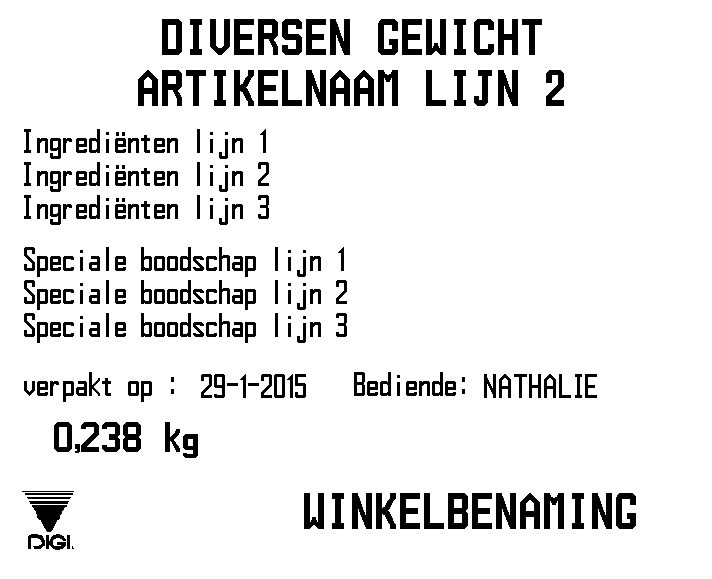 DIVERSEN GEWICHT
ARTIKELNAAM LIJN 2
Ingrediënten lijn 1
Ingrediënten lijn 2
Ingrediënten lijn 3
Speciale boodschap lijn 1
Speciale boodschap lijn 2
Speciale boodschap lijn 3
verpakt op : 29-1-2015 Bediende: NATHALIE
0,238 kg
WINKELBENAMING
DIGI.